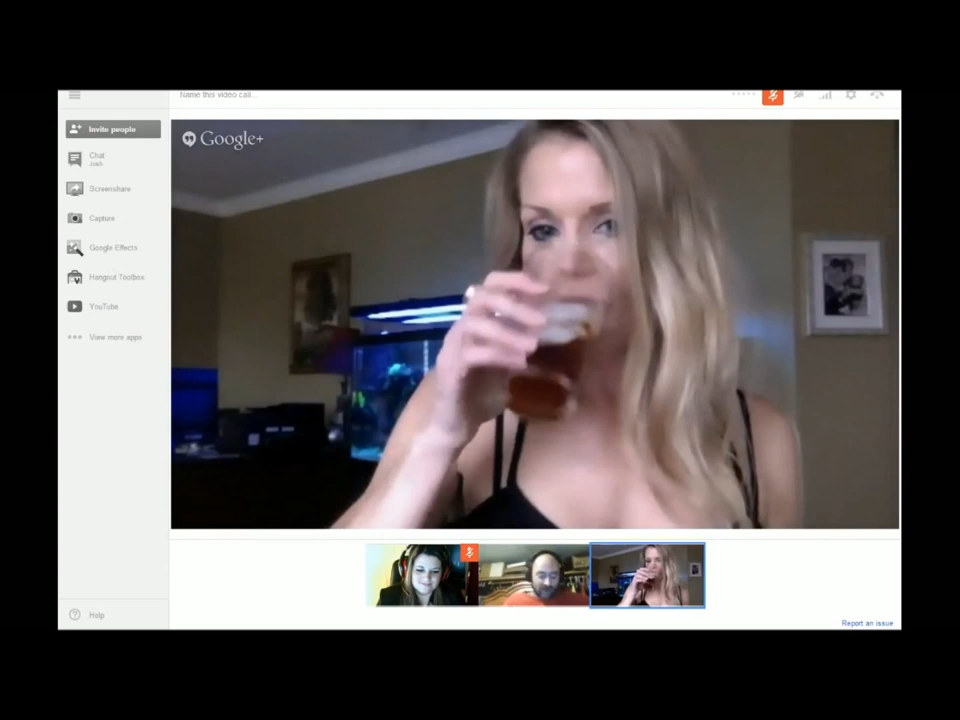 Name this video call...
Invite people
Google+
Chat
Josh
Screenshare
Capture
Google Effects
Hangout Toolbox
YouTube
View more apps
Help
Report an issue